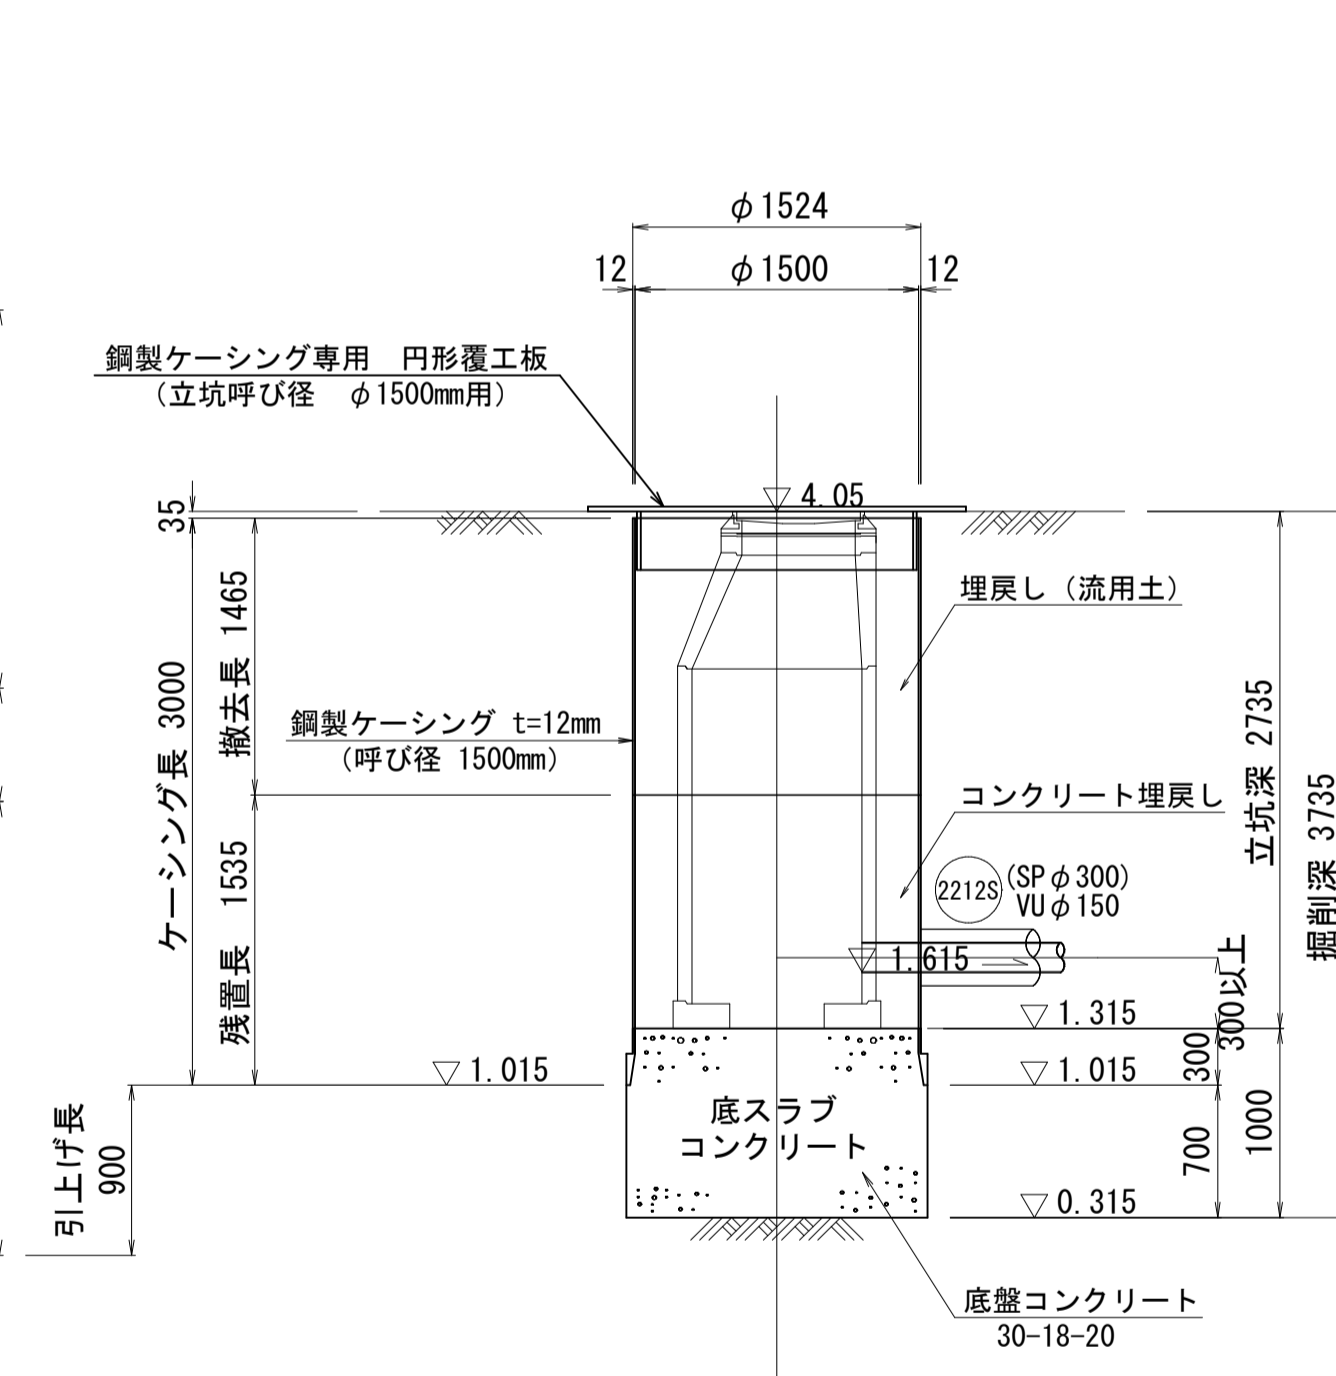 φ1524
12
φ1500
12
鋼製ケーシング専用　円形覆工板
（立坑呼び径　φ1500mm用）
4.05
35
ケーシング長 3000
撤去長 1465
残置長 1535
埋戻し（流用土）
鋼製ケーシング t=12mm
（呼び径 1500mm）
コンクリート埋戻し
2212S
(SPφ300)
VUφ150
1.615
立坑深 2735
掘削深 3735
300以上
1.315
1.015
1.015
300
700
1000
引上げ長
900
底スラブ
コンクリート
0.315
底盤コンクリート
30-18-20